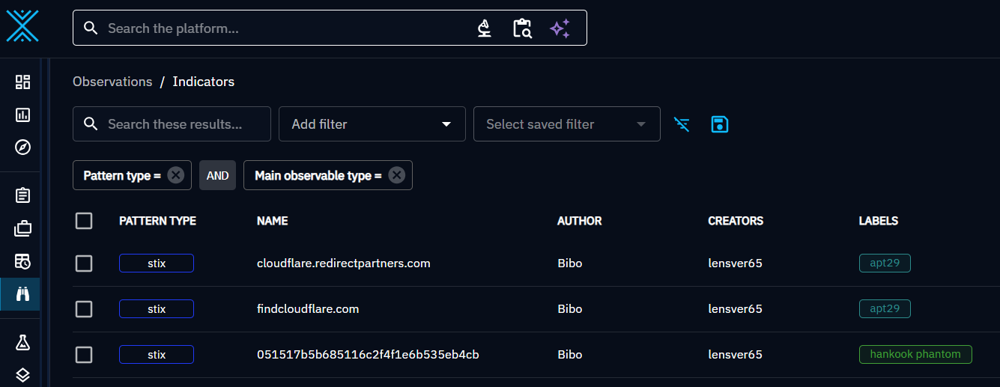 Search the platform...
Observations / Indicators
Search these results... Add filter Select saved filter
Pattern type = AND Main observable type =
PATTERN TYPE NAME AUTHOR CREATORS LABELS
stix cloudflare.redirectpartners.com Bibo lensver65 apt29
stix findcloudflare.com Bibo lensver65 apt29
stix 051517b5b685116c2f4f1e6b535eb4cb Bibo lensver65 hankook phantom